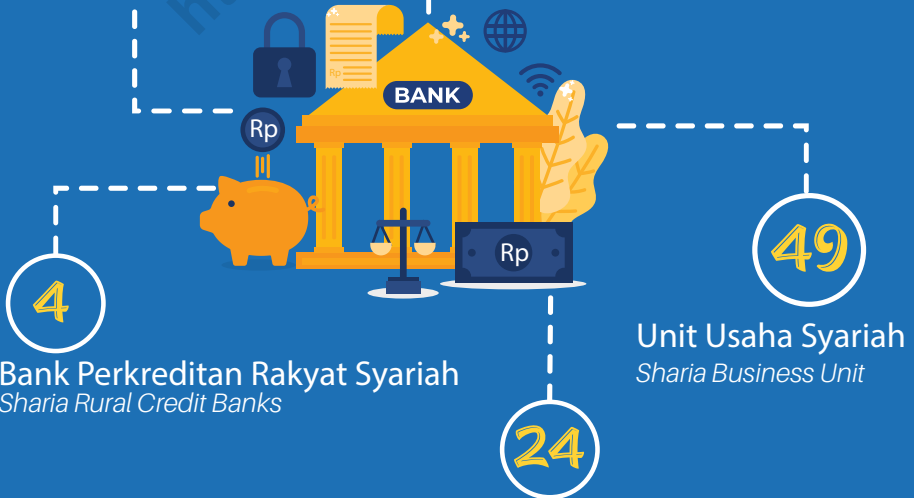 Rp
BANK
Rp
Rp
4
Bank Perkreditan Rakyat Syariah
Sharia Rural Credit Banks
49
Unit Usaha Syariah
Sharia Business Unit
24